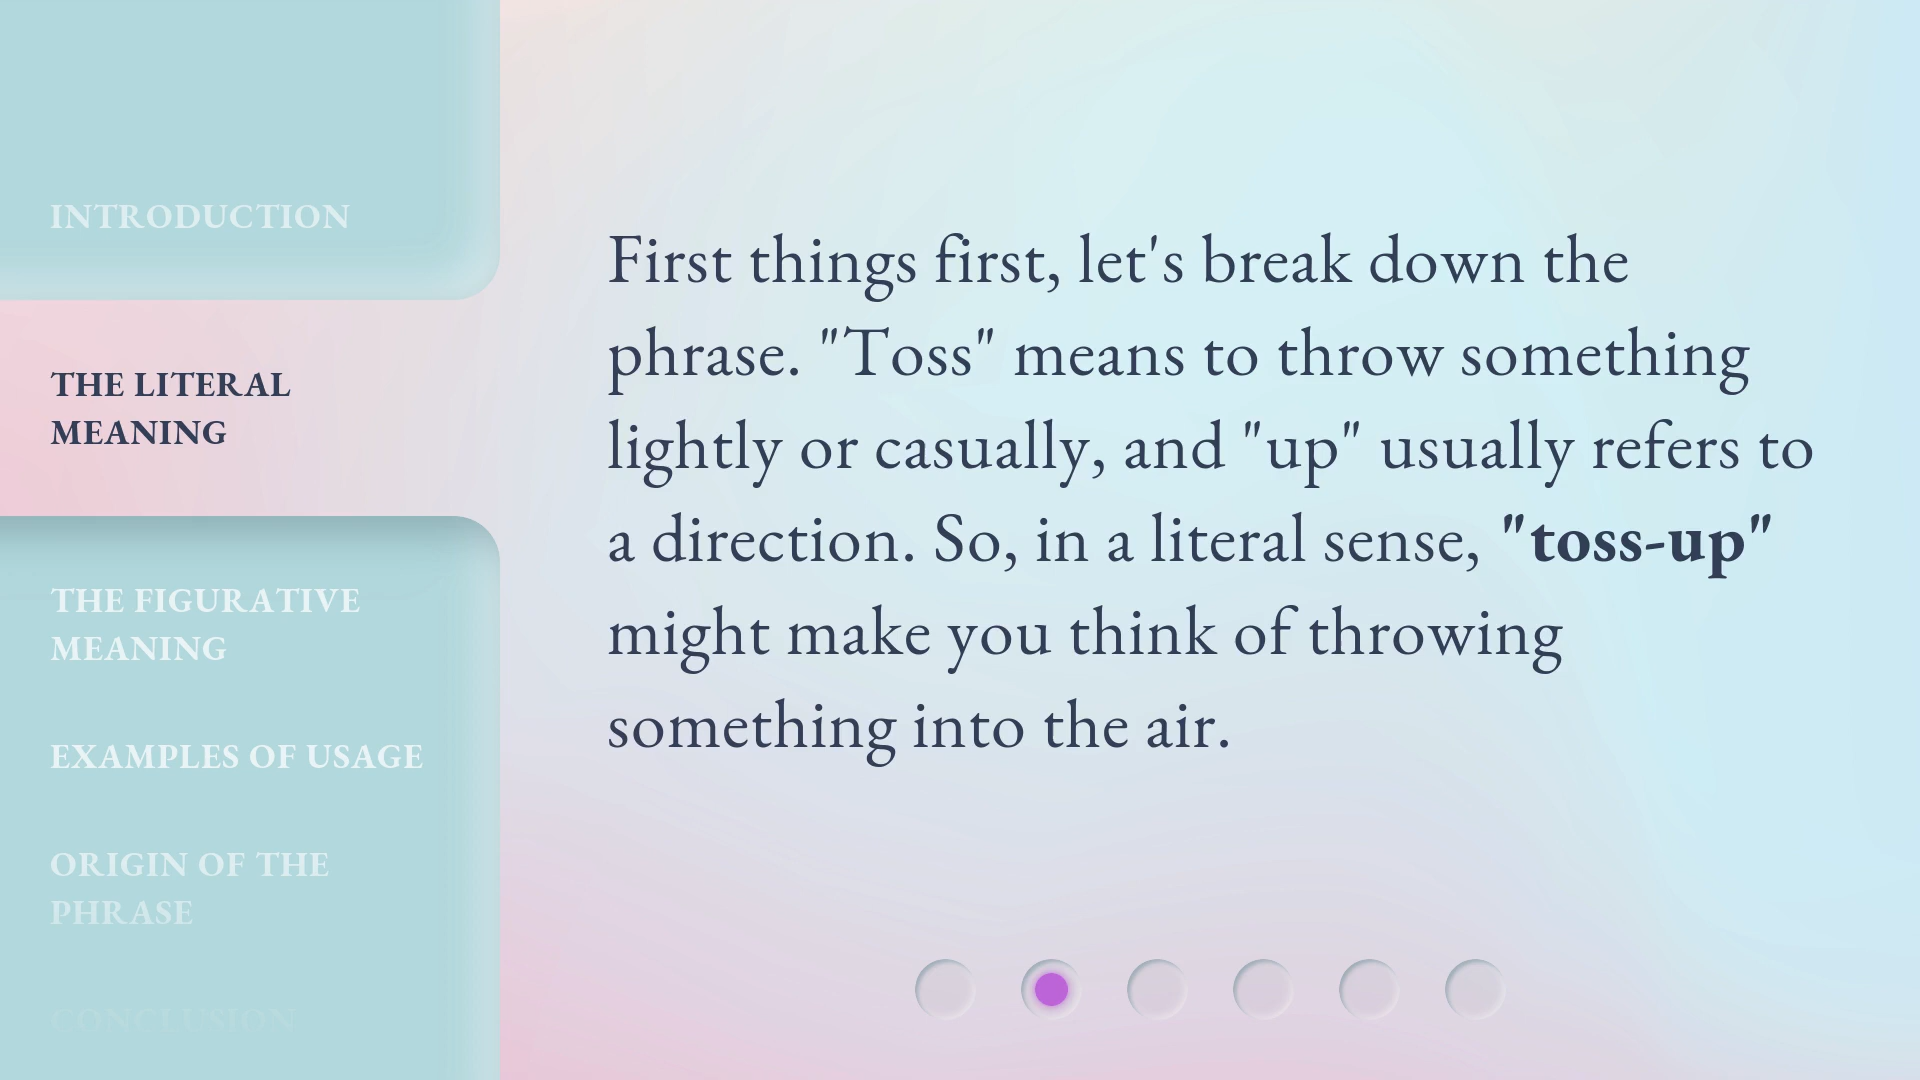 INTRODUCTION
THE LITERAL
MEANING
THE FIGURATIVE
MEANING
EXAMPLES OF USAGE
ORIGIN OF THE
PHRASE
CONCLUSION
First things first, let's break down the
phrase. "Toss" means to throw something
lightly or casually, and "up" usually refers to
a direction. So, in a literal sense, "toss-up"
might make you think of throwing
something into the air.